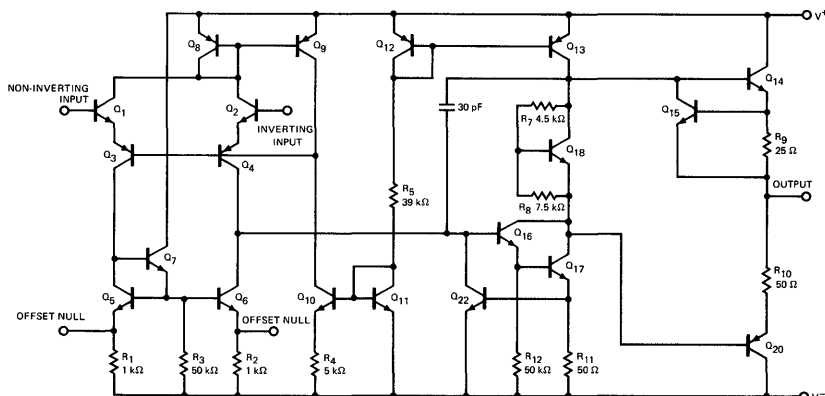 V+
Q8
Q9
Q12
Q13
Q14
NON-INVERTING
INPUT
Q1
Q2
INVERTING
INPUT
30 pF
R7 4.5 kΩ
Q15
Q18
R9
25 Ω
Q3
Q4
R5
39 kΩ
R8 7.5 kΩ
OUTPUT
Q7
Q16
Q17
R10
50 Ω
Q5
Q6
Q10
Q11
Q22
OFFSET NULL
OFFSET NULL
Q20
R1
1 kΩ
R3
50 kΩ
R2
1 kΩ
R4
5 kΩ
R12
50 kΩ
R11
50 Ω
V−